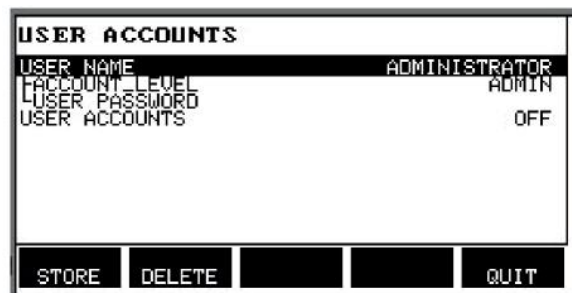 USER ACCOUNTS
USER NAME ADMINISTRATOR
├ACCOUNT LEVEL ADMIN
└USER PASSWORD
USER ACCOUNTS OFF
STORE DELETE QUIT